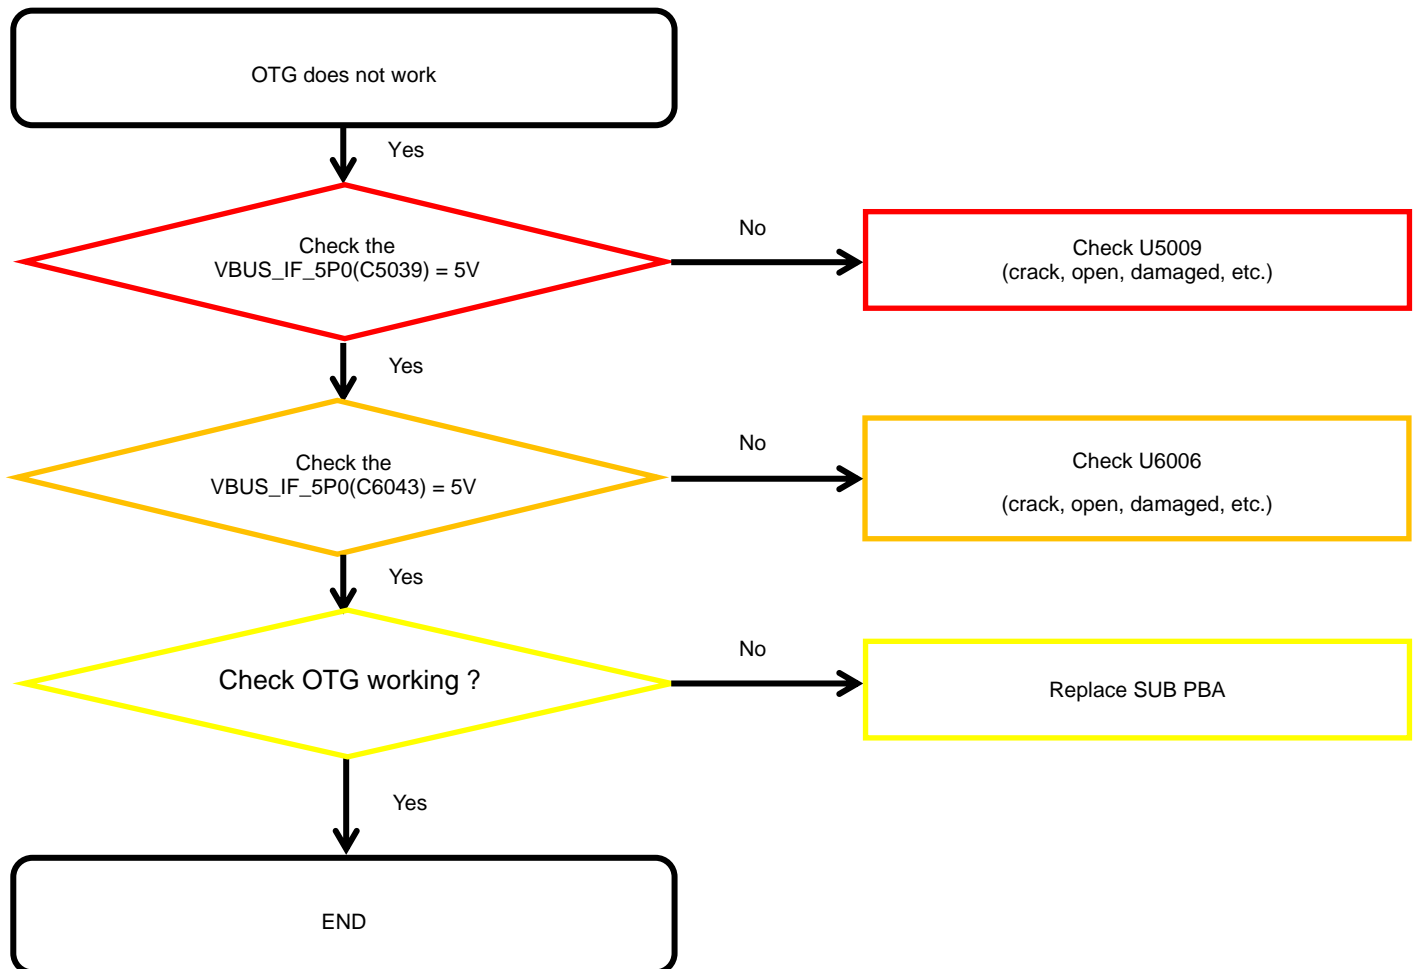 OTG does not work
Yes
Check the
VBUS_IF_5P0(C5039) = 5V
No
Check U5009
(crack, open, damaged, etc.)
Yes
Check the
VBUS_IF_5P0(C6043) = 5V
No
Check U6006
(crack, open, damaged, etc.)
Yes
Check OTG working ?
No
Replace SUB PBA
Yes
END